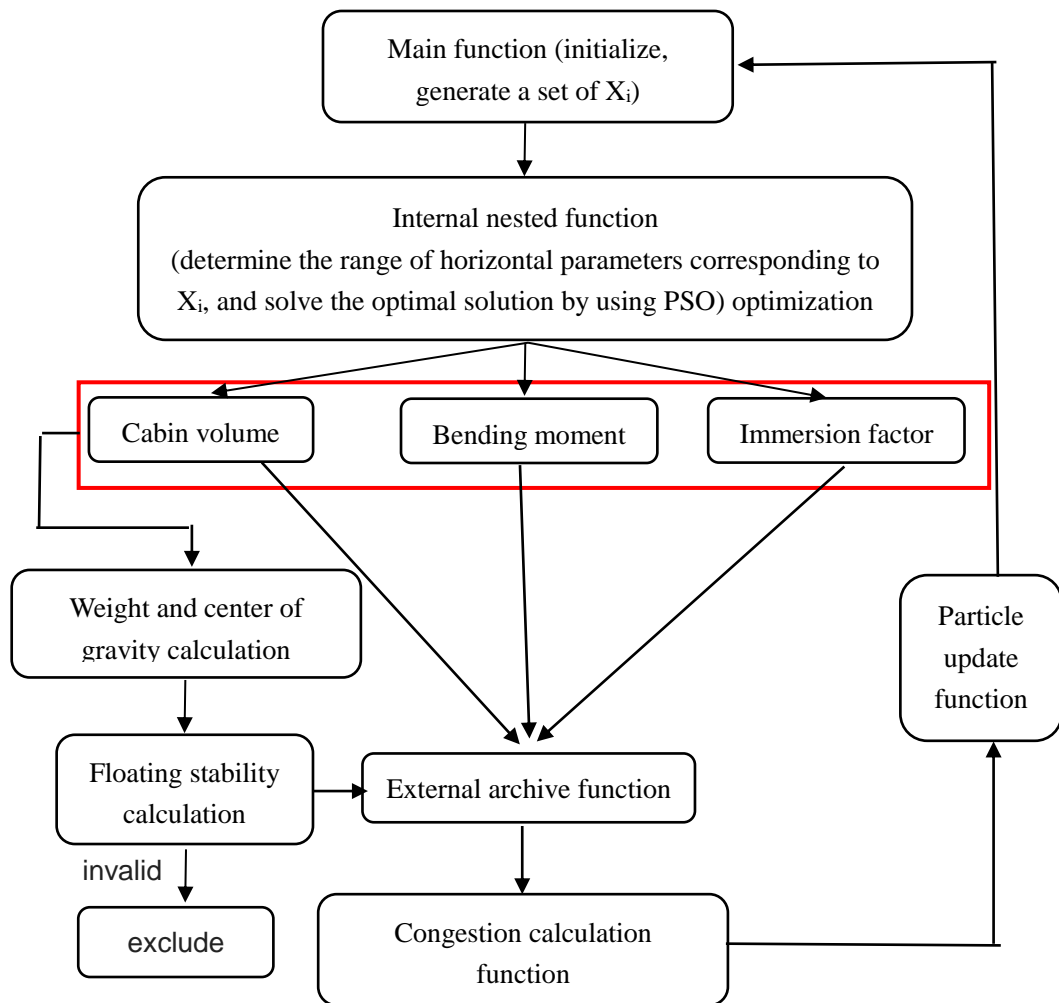 Main function (initialize,
generate a set of Xi)
Internal nested function
(determine the range of horizontal parameters corresponding to
Xi, and solve the optimal solution by using PSO) optimization
Cabin volume
Bending moment
Immersion factor
Weight and center of
gravity calculation
Particle
update
function
Floating stability
calculation
External archive function
invalid
exclude
Congestion calculation
function